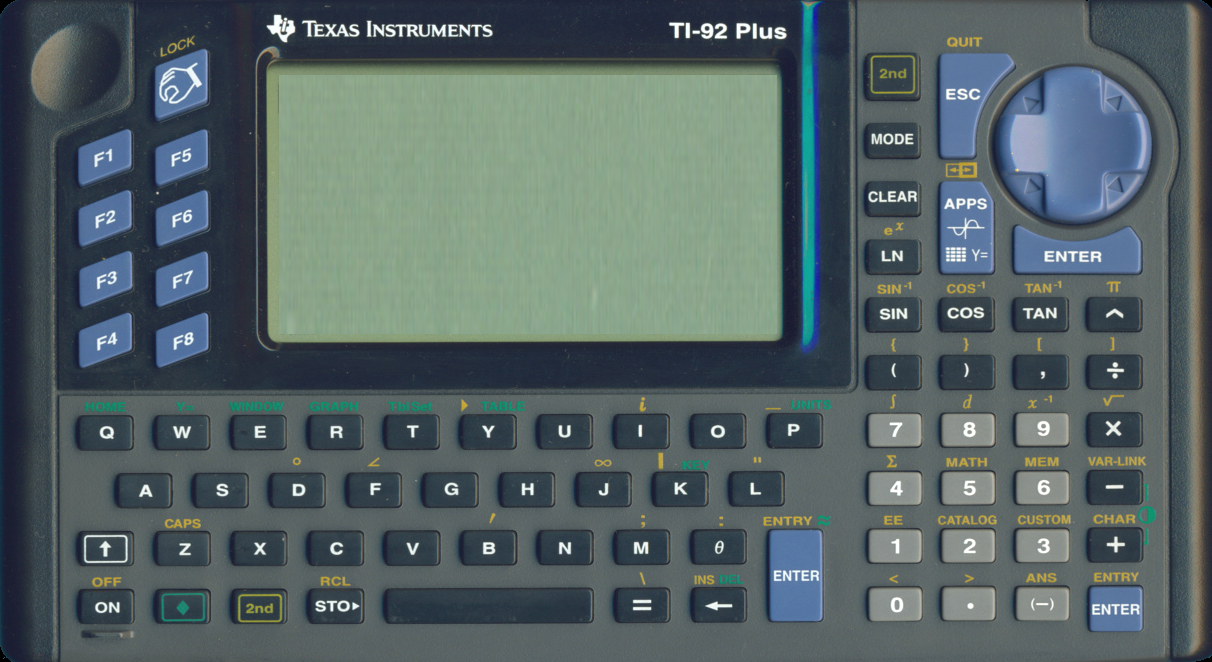 TEXAS INSTRUMENTS TI-92 Plus
LOCK
F1 F5
F2 F6
F3 F7
F4 F8
QUIT
2nd ESC
MODE
CLEAR APPS
e^x
LN Y= ENTER
SIN⁻¹ COS⁻¹ TAN⁻¹ π
SIN COS TAN ^
{ } [ ]
( ) , ÷
∫ d x⁻¹ √
7 8 9 ×
Σ MATH MEM VAR-LINK
4 5 6 −
EE CATALOG CUSTOM CHAR
1 2 3 +
< > ANS ENTRY
0 . (−) ENTER
HOME Y= WINDOW GRAPH TblSet ▶ TABLE i _ UNITS
Q W E R T Y U I O P
° ∠ ∞ | KEY "
A S D F G H J K L
CAPS ′ ; : ENTRY ≈
↑ Z X C V B N M θ ENTER
OFF RCL \ INS DEL
ON ♦ 2nd STO▶ = ←